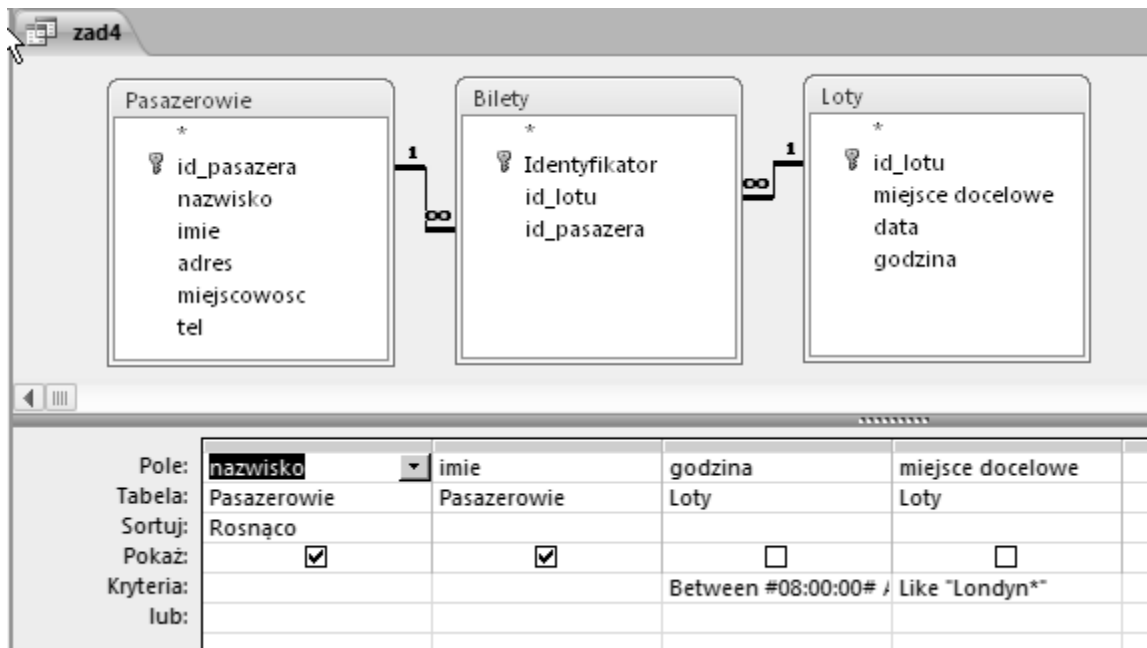 zad4
Pasazerowie
*
id_pasazera
nazwisko
imie
adres
miejscowosc
tel
1
∞
Bilety
*
Identyfikator
id_lotu
id_pasazera
∞
1
Loty
*
id_lotu
miejsce docelowe
data
godzina
Pole: nazwisko imie godzina miejsce docelowe
Tabela: Pasazerowie Pasazerowie Loty Loty
Sortuj: Rosnąco
Pokaż:
Kryteria: Between #08:00:00# Like "Londyn*"
lub: